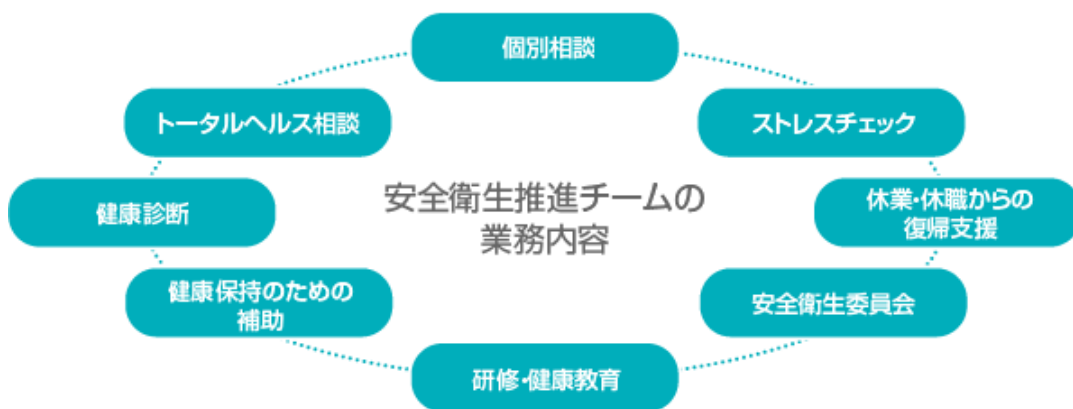 個別相談
トータルヘルス相談
ストレスチェック
健康診断
安全衛生推進チームの
業務内容
休業・休職からの
復帰支援
健康保持のための
補助
安全衛生委員会
研修・健康教育